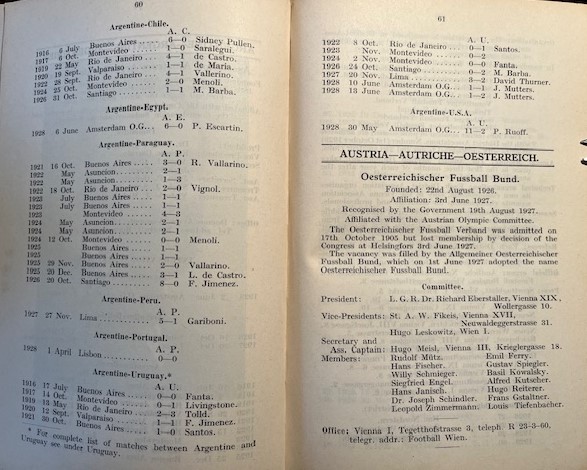 60
Argentine-Chile.
A. C.
1916 6 July Buenos Aires ..... 6—0 Sidney Pullen.
1917 6 Oct. Montevideo ..... 1—0 Saralegui.
1919 22 May Rio de Janeiro ... 4—1 de Castro.
1920 19 Sept. Valparaiso ..... 1—1 de Maria.
1922 28 Sept. Rio de Janeiro ... 1—1 Vallerino.
1924 25 Oct. Montevideo ..... 2—0 Menoli.
1926 31 Oct. Santiago ....... 1—1 M. Barba.
Argentine-Egypt.
A. E.
1928 6 June Amsterdam O.G... 6—0 P. Escartin.
Argentine-Paraguay.
A. P.
1921 16 Oct. Buenos Aires ..... 3—0 R. Vallarino.
1922 May Asuncion ....... 2—1
1922 May Asuncion ....... 1—3
1922 18 Oct. Rio de Janeiro ... 2—0 Vignol.
1923 July Buenos Aires ..... 1—1
1923 July Buenos Aires ..... 1—1
1923 Montevideo ..... 4—3
1924 May Asuncion ....... 2—1
1924 May Asuncion ....... 2—1
1924 12 Oct. Montevideo ..... 0—0 Menoli.
1925 Buenos Aires ..... 1—1
1925 Buenos Aires ..... 1—1
1925 29 Nov. Buenos Aires ..... 2—0 Vallarino.
1925 20 Dec. Buenos Aires ..... 3—1 L. de Castro.
1926 20 Oct. Santiago ....... 8—0 F. Jimenez.
Argentine-Peru.
A. P.
1927 27 Nov. Lima ........ 5—1 Gariboni.
Argentine-Portugal.
A. P.
1928 1 April Lisbon ....... 0—0
Argentine-Uruguay.*
A. U.
1916 17 July Buenos Aires ..... 0—0 Fanta.
1917 14 Oct. Montevideo ..... 0—1 Livingstone.
1919 13 May Rio de Janeiro ... 2—3 Tolld.
1920 12 Sept. Valparaiso ..... 1—1 F. Jimenez.
1921 30 Oct. Buenos Aires ..... 1—0 Santos.
* For complete list of matches between Argentine and
Uruguay see under Uruguay.
61
A. U.
1922 8 Oct. Rio de Janeiro ... 0—1 Santos.
1923 Nov. Montevideo ..... 0—2
1924 2 Nov. Montevideo ..... 0—0 Fanta.
1926 24 Oct. Santiago ....... 0—2 M. Barba.
1927 20 Nov. Lima ........ 3—2 David Thurner.
1928 10 June Amsterdam O.G... 1—1 J. Mutters.
1928 13 June Amsterdam O.G... 1—2 J. Mutters.
Argentine-U.S.A.
A. U.
1928 30 May Amsterdam O.G... 11—2 P. Ruoff.
AUSTRIA—AUTRICHE—OESTERREICH.
Oesterreichischer Fussball Bund.
Founded: 22nd August 1926.
Affiliation: 3rd June 1927.
Recognised by the Government 19th August 1927.
Affiliated with the Austrian Olympic Committee.
The Oesterreichischer Fussball Verband was admitted on
17th October 1905 but lost membership by decision of the
Congress at Helsingfors 3rd June 1927.
The vacancy was filled by the Allgemeiner Oesterreichischer
Fussball Bund, which on 1st June 1927 adopted the name
Oesterreichischer Fussball Bund.
Committee.
President: L. G. R. Dr. Richard Eberstaller, Vienna XIX,
Wollergasse 10.
Vice-Presidents: St. A. W. Fikeis, Vienna XVII,
Neuwaldeggerstrasse 31.
Hugo Leskowitz, Wien I.
Secretary and
Ass. Captain: Hugo Meisl, Vienna III, Krieglergasse 18.
Members: Rudolf Mütz. Emil Ferry.
Hans Fischer. Gustav Spiegler.
Willy Schmieger. Basil Kowalsky.
Siegfried Engel. Alfred Kutscher.
Hans Janisch. Hugo Reiterer.
Dr. Joseph Schindler. Frans Gstaltner.
Leopold Zimmermann. Louis Tiefenbacher.
Office: Vienna I, Tegetthofstrasse 3, teleph. R 23-3-60,
telegr. addr.: Football Wien.